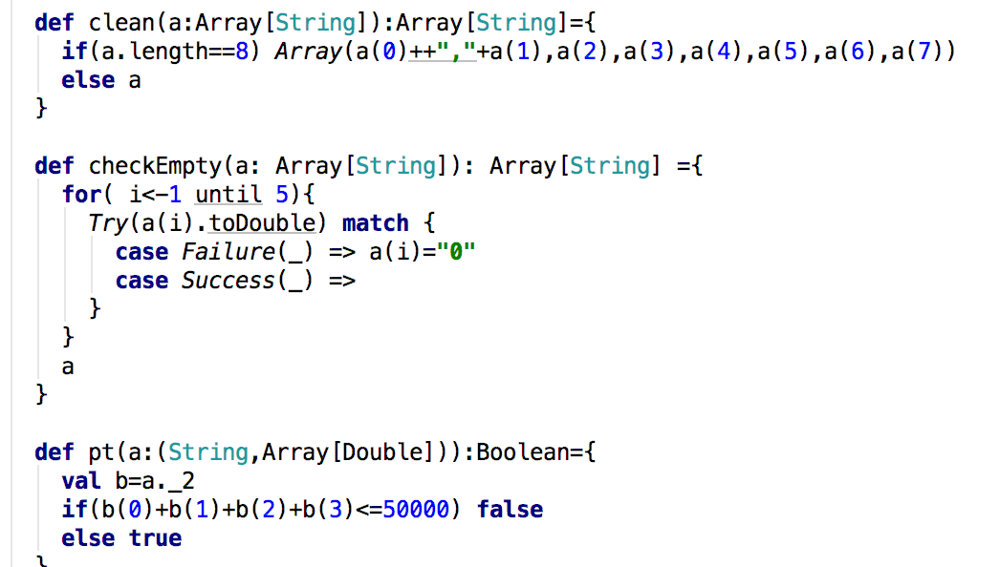 def clean(a:Array[String]):Array[String]={
  if(a.length==8) Array(a(0)++","+a(1),a(2),a(3),a(4),a(5),a(6),a(7))
  else a
}

def checkEmpty(a: Array[String]): Array[String] ={
  for( i<-1 until 5){
    Try(a(i).toDouble) match {
      case Failure(_) => a(i)="0"
      case Success(_) =>
    }
  }
  a
}

def pt(a:(String,Array[Double])):Boolean={
  val b=a._2
  if(b(0)+b(1)+b(2)+b(3)<=50000) false
  else true
}